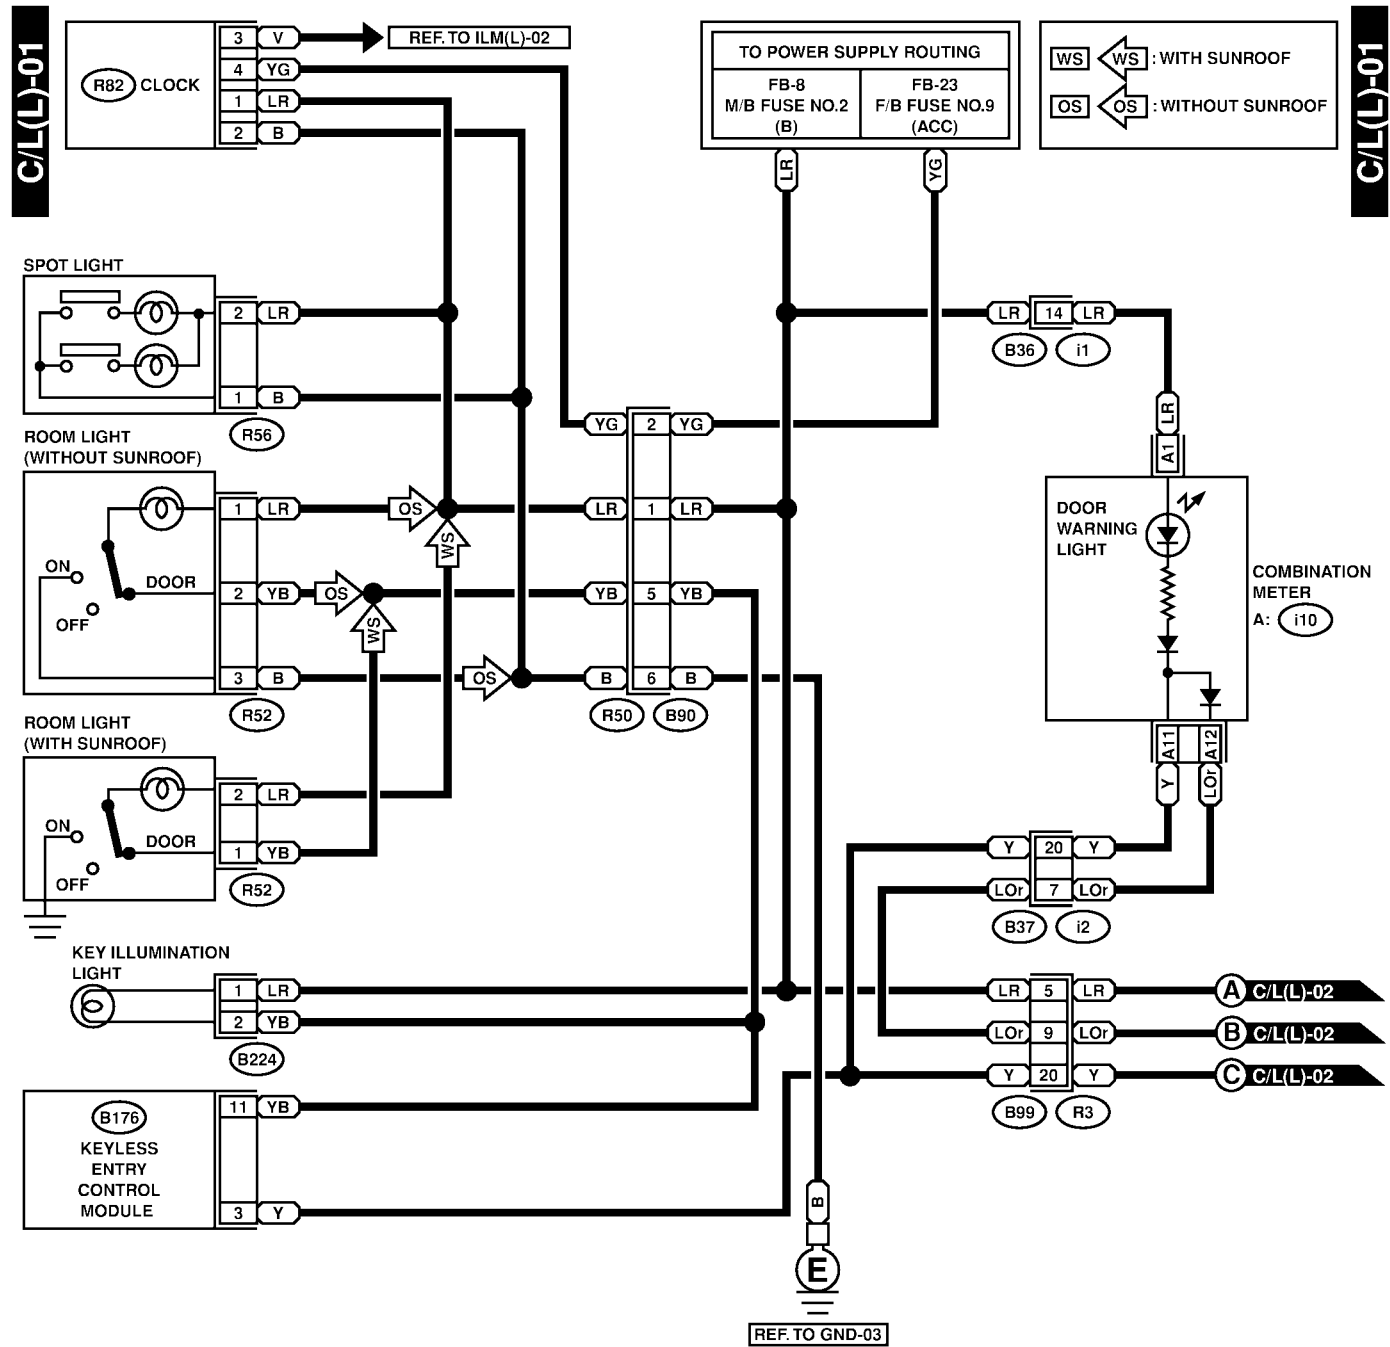 C/L(L)-01
C/L(L)-01
R82 CLOCK
3 V
REF. TO ILM(L)-02
4 YG
1 LR
2 B
TO POWER SUPPLY ROUTING
FB-8
M/B FUSE NO.2
(B)
FB-23
F/B FUSE NO.9
(ACC)
LR
YG
WS WS : WITH SUNROOF
OS OS : WITHOUT SUNROOF
SPOT LIGHT
2 LR
1 B
R56
LR 14 LR
B36 i1
LR
A1
YG 2 YG
ROOM LIGHT
(WITHOUT SUNROOF)
ON
OFF
DOOR
1 LR
OS
WS
LR 1 LR
2 YB
OS
WS
YB 5 YB
3 B
OS
B 6 B
R52
R50 B90
DOOR
WARNING
LIGHT
COMBINATION
METER
A: i10
A11
A12
Y
LOr
ROOM LIGHT
(WITH SUNROOF)
ON
OFF
DOOR
2 LR
1 YB
R52
Y 20 Y
LOr 7 LOr
B37 i2
KEY ILLUMINATION
LIGHT
1 LR
2 YB
B224
LR 5 LR
A C/L(L)-02
LOr 9 LOr
B C/L(L)-02
Y 20 Y
C C/L(L)-02
B99 R3
B176
KEYLESS
ENTRY
CONTROL
MODULE
11 YB
3 Y
B
E
REF. TO GND-03